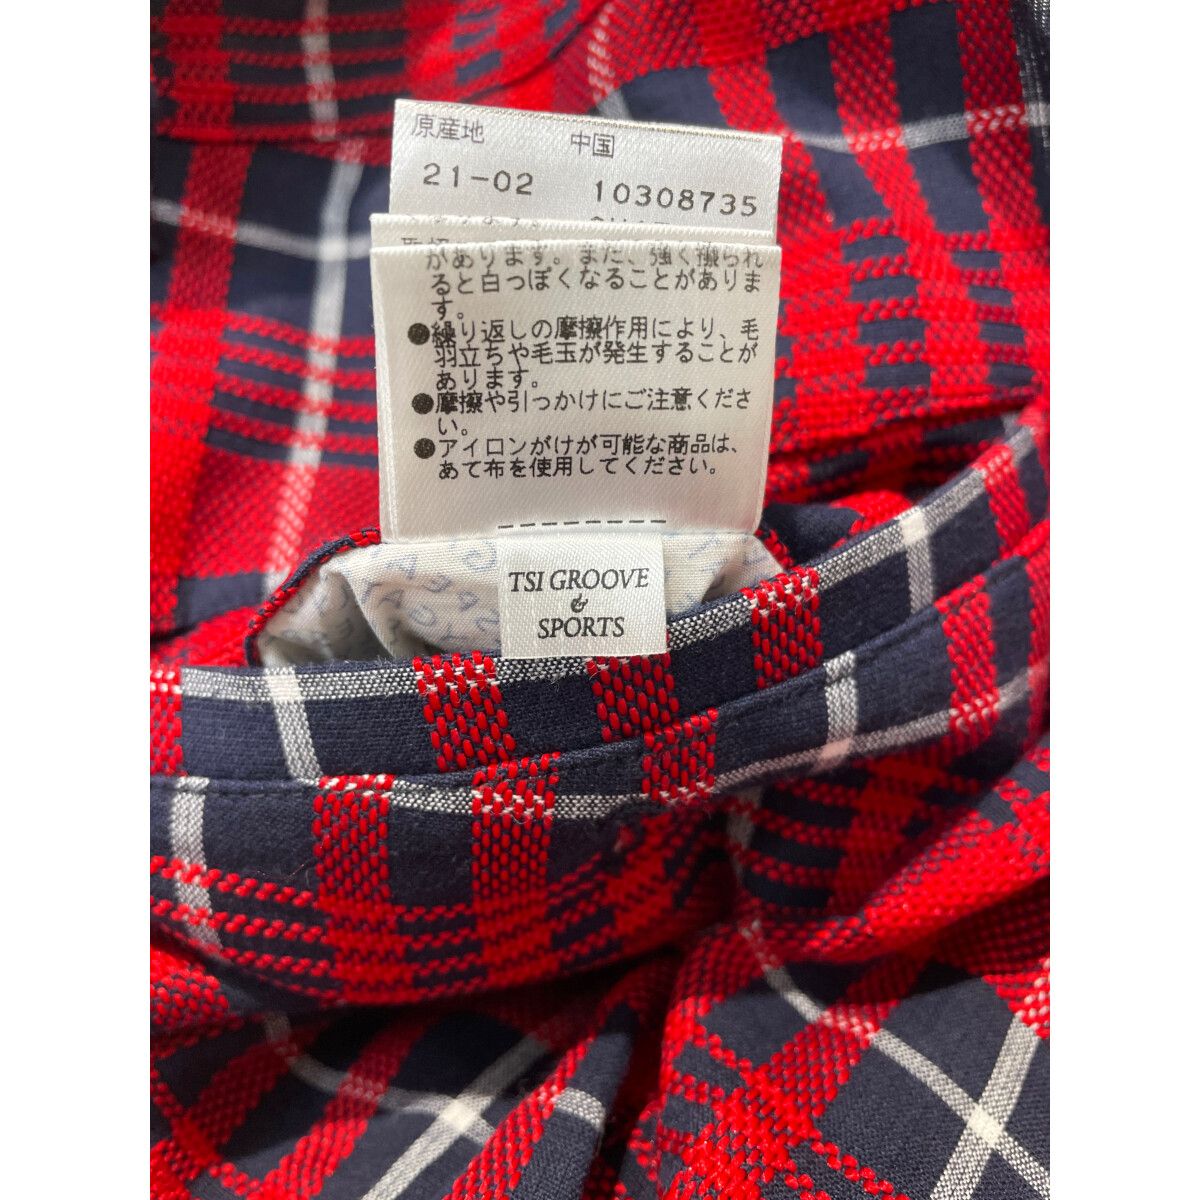 原産地 中国
21-02 10308735
があります。また、強く擦られ
ると白っぽくなることがありま
す。
●繰り返しの摩擦作用により、毛
羽立ちや毛玉が発生することが
あります。
●摩擦や引っかけにご注意くださ
い。
●アイロンがけが可能な商品は、
あて布を使用してください。
TSI GROOVE
&
SPORTS